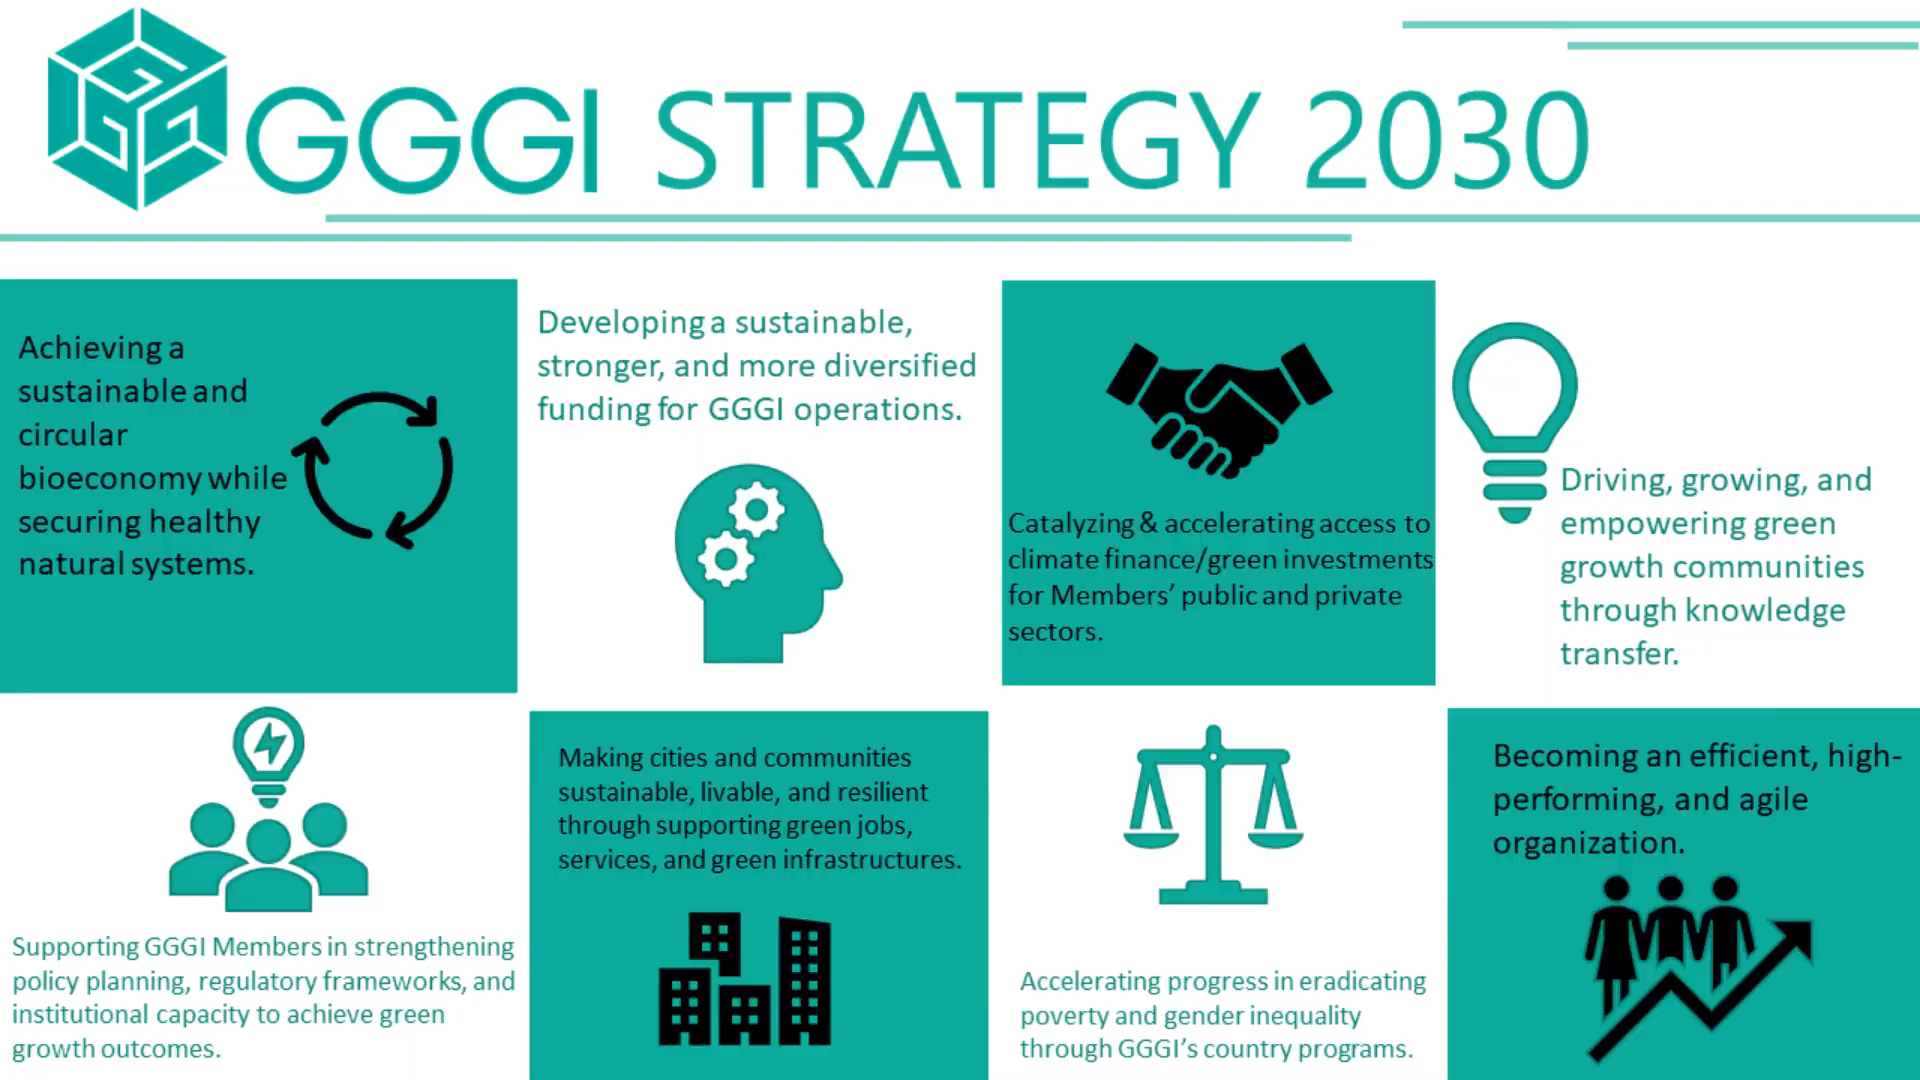 GGGI STRATEGY 2030
Achieving a
sustainable and
circular
bioeconomy while
securing healthy
natural systems.
Developing a sustainable,
stronger, and more diversified
funding for GGGI operations.
Catalyzing & accelerating access to
climate finance/green investments
for Members’ public and private
sectors.
Driving, growing, and
empowering green
growth communities
through knowledge
transfer.
Supporting GGGI Members in strengthening
policy planning, regulatory frameworks, and
institutional capacity to achieve green
growth outcomes.
Making cities and communities
sustainable, livable, and resilient
through supporting green jobs,
services, and green infrastructures.
Accelerating progress in eradicating
poverty and gender inequality
through GGGI’s country programs.
Becoming an efficient, high-
performing, and agile
organization.